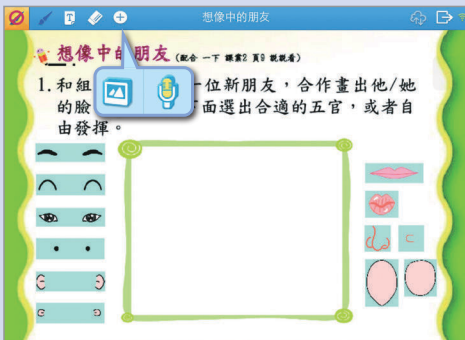 想像中的朋友
想像中的朋友 (配合 一下 課業2 頁9 說說看)
1. 和組 一位新朋友，合作畫出他/她
的臉 下面選出合適的五官，或者自
由發揮。